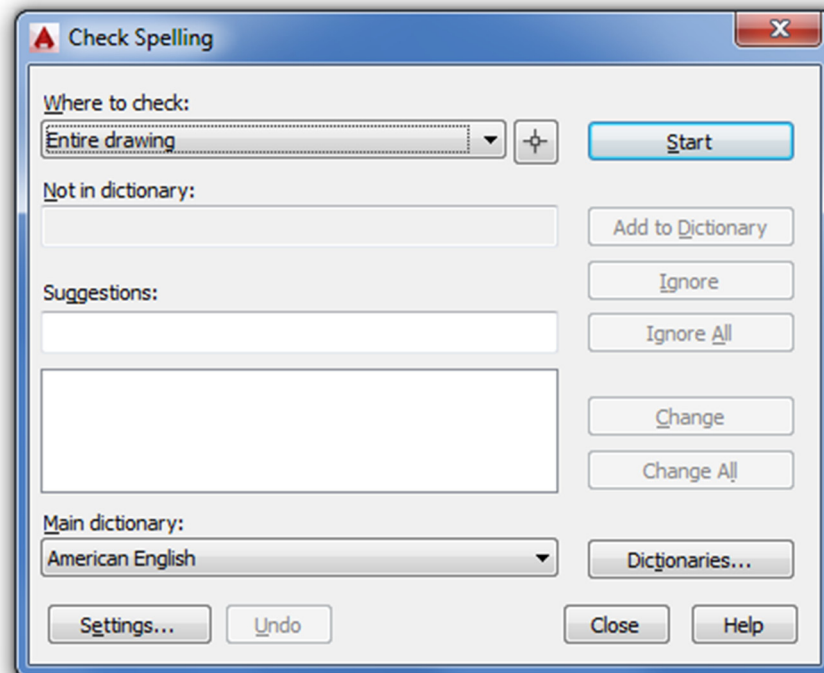 Check Spelling
Where to check:
Entire drawing
Start
Not in dictionary:
Add to Dictionary
Ignore
Suggestions:
Ignore All
Change
Change All
Main dictionary:
American English
Dictionaries...
Settings...
Undo
Close
Help